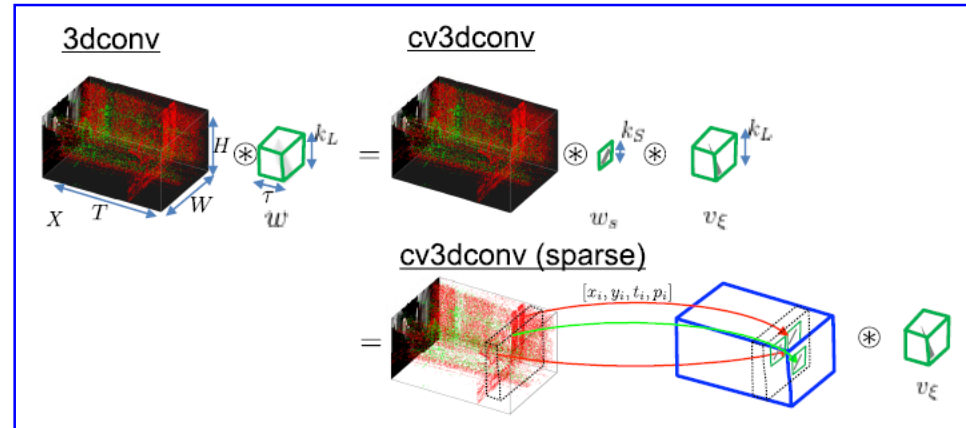 3dconv
cv3dconv
H
⊛
k_L
=
⊛
k_S
⊛
k_L
τ
W
T
X
w
w_s
v_ξ
cv3dconv (sparse)
[x_i, y_i, t_i, p_i]
=
⊛
v_ξ